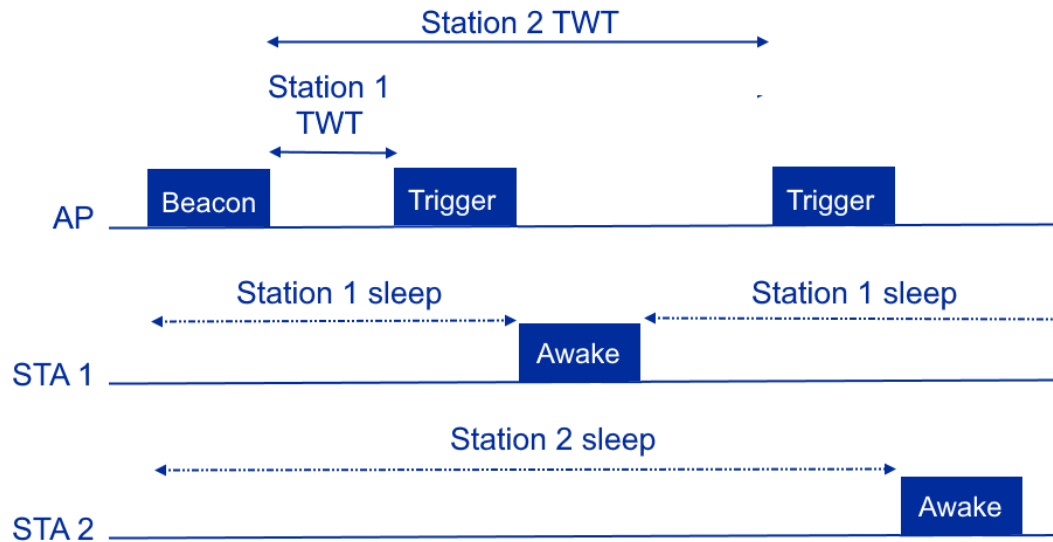 Station 2 TWT
Station 1
TWT
Beacon
Trigger
Trigger
AP
Station 1 sleep
Station 1 sleep
Awake
STA 1
Station 2 sleep
Awake
STA 2